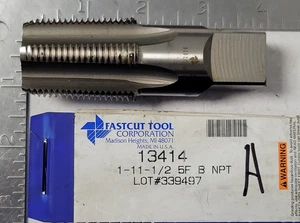 FASTCUT TOOL
CORPORATION
Madison Heights, MI 48071
MADE IN U.S.A.
13414
1-11-1/2 5F B NPT
LOT#339497
A
WARNING